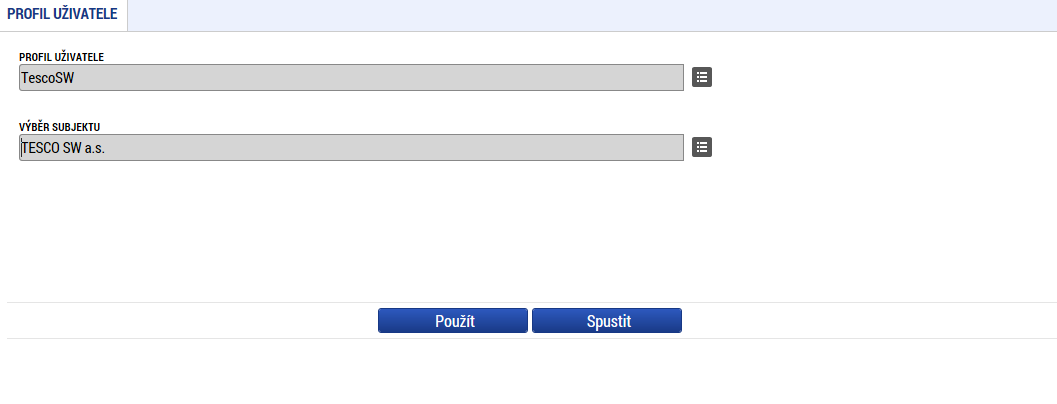 PROFIL UŽIVATELE
PROFIL UŽIVATELE
TescoSW
VÝBĚR SUBJEKTU
TESCO SW a.s.
Použít Spustit